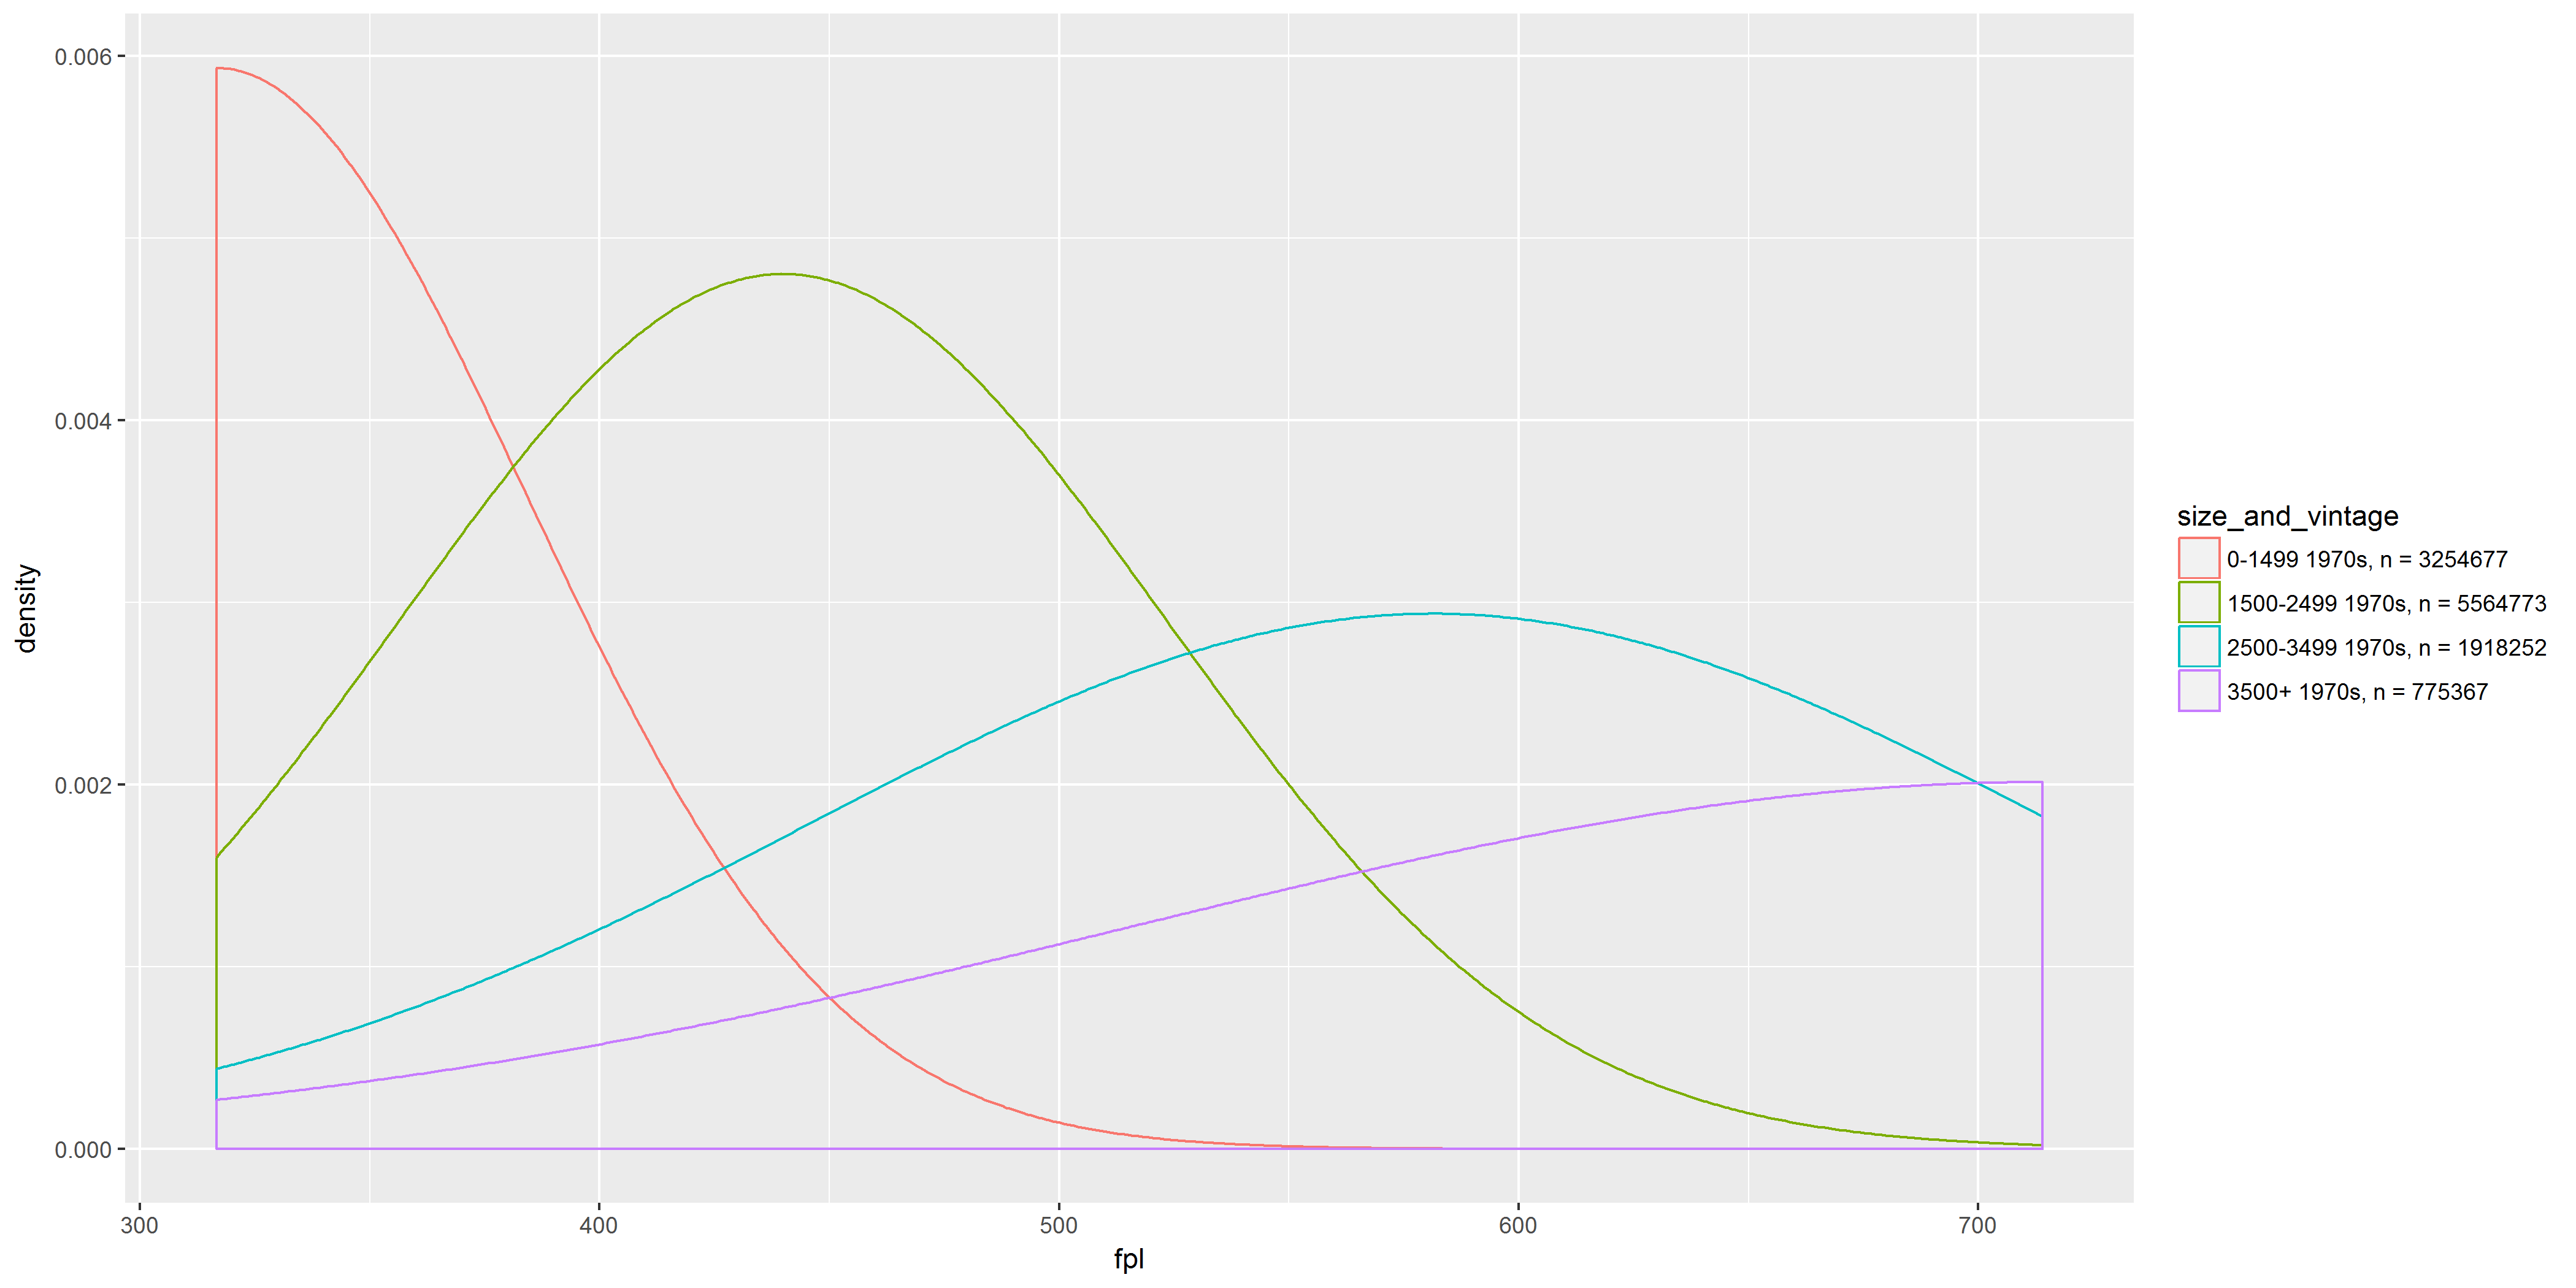 0.006
0.004
0.002
0.000
density
300 400 500 600 700
fpl
size_and_vintage
0-1499 1970s, n = 3254677
1500-2499 1970s, n = 5564773
2500-3499 1970s, n = 1918252
3500+ 1970s, n = 775367